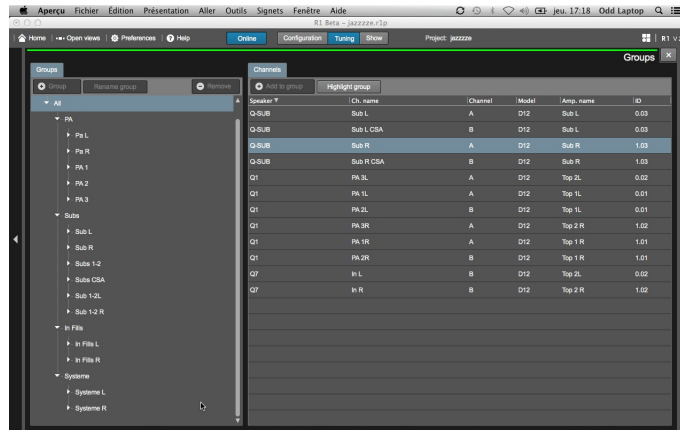 Aperçu Fichier Édition Présentation Aller Outils Signets Fenêtre Aide jeu. 17:18 Odd Laptop
R1 Beta – jazzzze.r1p
Home Open views Preferences Help Online Configuration Tuning Show Project: jazzzze R1 V
Groups
Groups Channels
Group Rename group Remove Add to group Highlight group
Speaker Ch. name Channel Model Amp. name ID
All
PA
Pa L
Pa R
PA 1
PA 2
PA 3
Subs
Sub L
Sub R
Subs 1-2
Subs CSA
Sub 1-2L
Sub 1-2 R
In Fills
In Fills L
In Fills R
Systeme
Systeme L
Systeme R
Q-SUB Sub L A D12 Sub L 0.03
Q-SUB Sub L CSA B D12 Sub L 0.03
Q-SUB Sub R A D12 Sub R 1.03
Q-SUB Sub R CSA B D12 Sub R 1.03
Q1 PA 3L A D12 Top 2L 0.02
Q1 PA 1L A D12 Top 1L 0.01
Q1 PA 2L B D12 Top 1L 0.01
Q1 PA 3R A D12 Top 2 R 1.02
Q1 PA 1R A D12 Top 1 R 1.01
Q1 PA 2R B D12 Top 1 R 1.01
Q7 In L B D12 Top 2L 0.02
Q7 In R B D12 Top 2 R 1.02